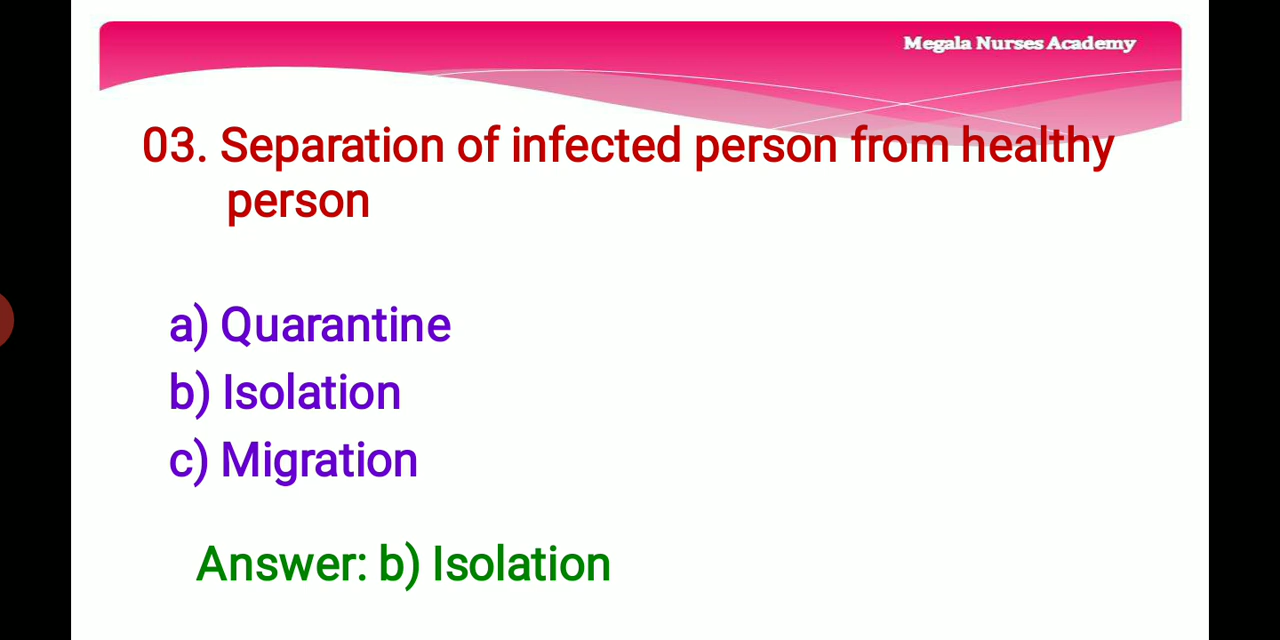 Megala Nurses Academy
03. Separation of infected person from healthy
person
a) Quarantine
b) Isolation
c) Migration
Answer: b) Isolation